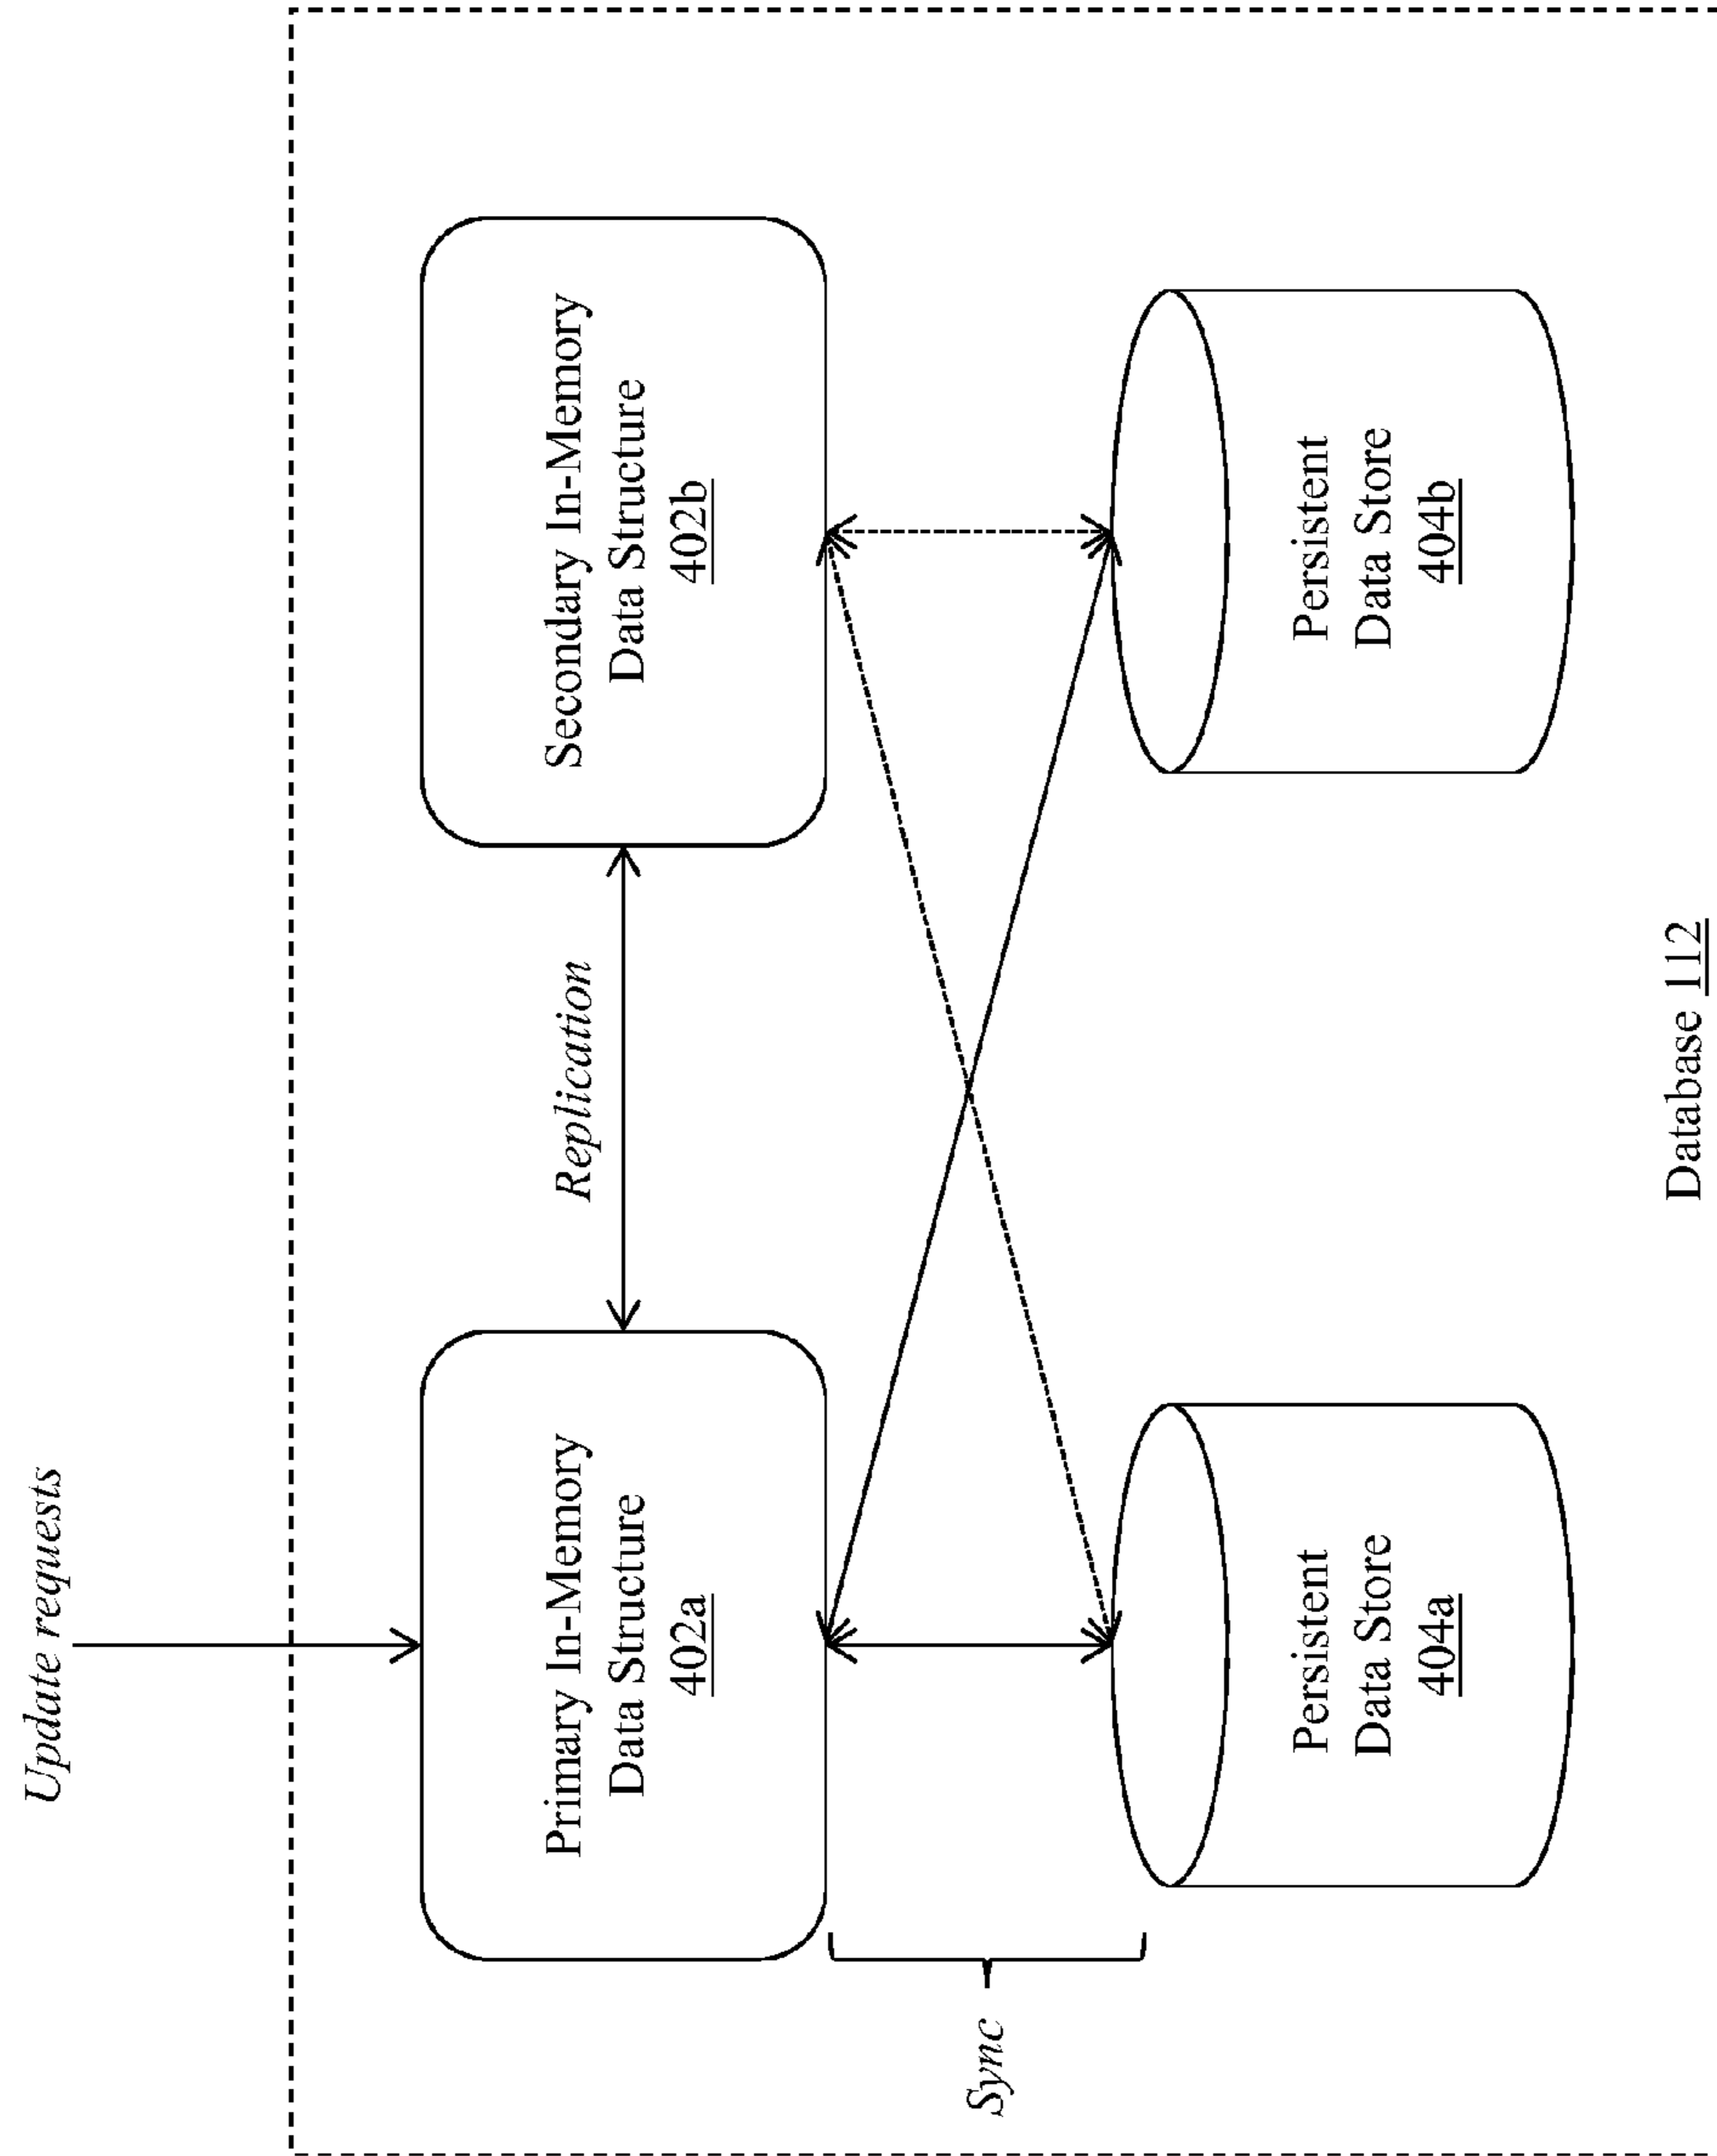 Update requests
Primary In-Memory
Data Structure
402a
Replication
Secondary In-Memory
Data Structure
402b
Sync
Persistent
Data Store
404a
Persistent
Data Store
404b
Database 112